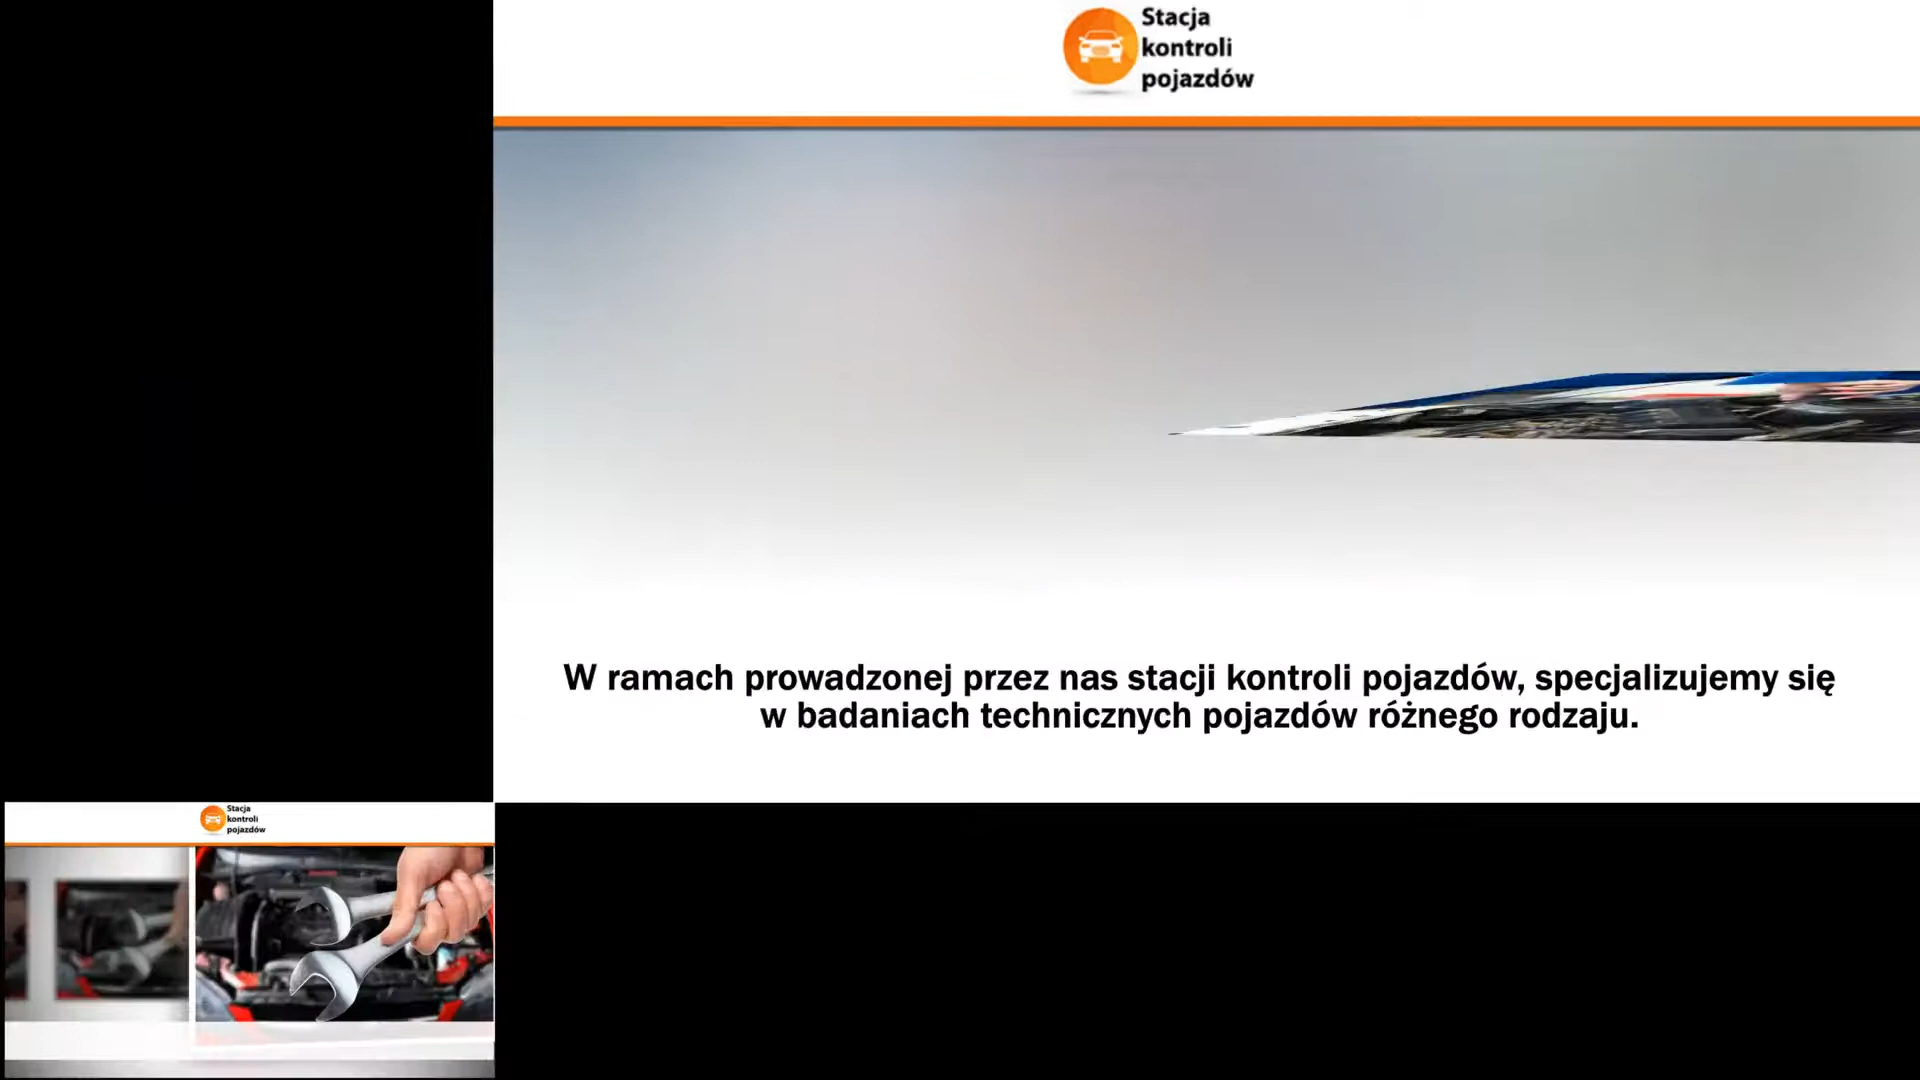 Stacja
kontroli
pojazdów
W ramach prowadzonej przez nas stacji kontroli pojazdów, specjalizujemy się
w badaniach technicznych pojazdów różnego rodzaju.
Stacja
kontroli
pojazdów